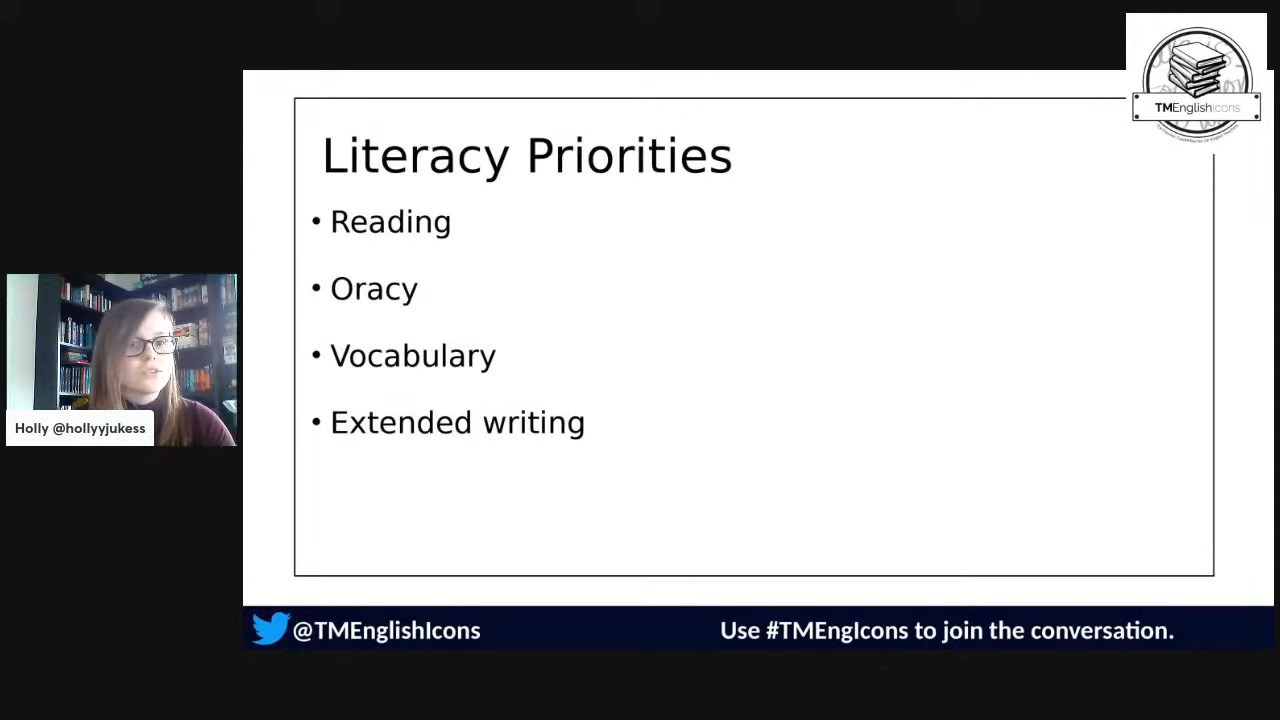 TMEnglishIcons
Literacy Priorities
• Reading
• Oracy
• Vocabulary
• Extended writing
Holly @hollyyjukess
@TMEnglishIcons
Use #TMEngIcons to join the conversation.